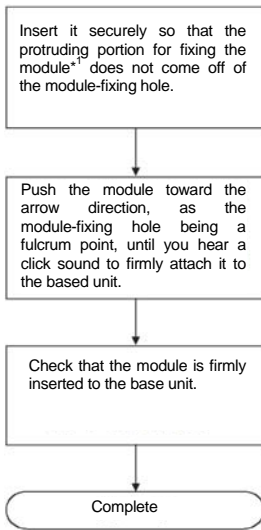 Insert it securely so that the
protruding portion for fixing the
module*1 does not come off of
the module-fixing hole.
Push the module toward the
arrow direction, as the
module-fixing hole being a
fulcrum point, until you hear a
click sound to firmly attach it to
the based unit.
Check that the module is firmly
inserted to the base unit.
Complete